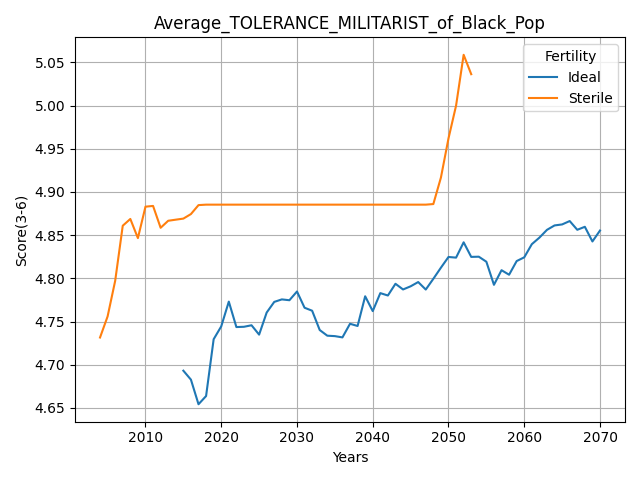 Average_TOLERANCE_MILITARIST_of_Black_Pop
Fertility
Ideal
Sterile
Score(3-6)
5.05
5.00
4.95
4.90
4.85
4.80
4.75
4.70
4.65
2010 2020 2030 2040 2050 2060 2070
Years